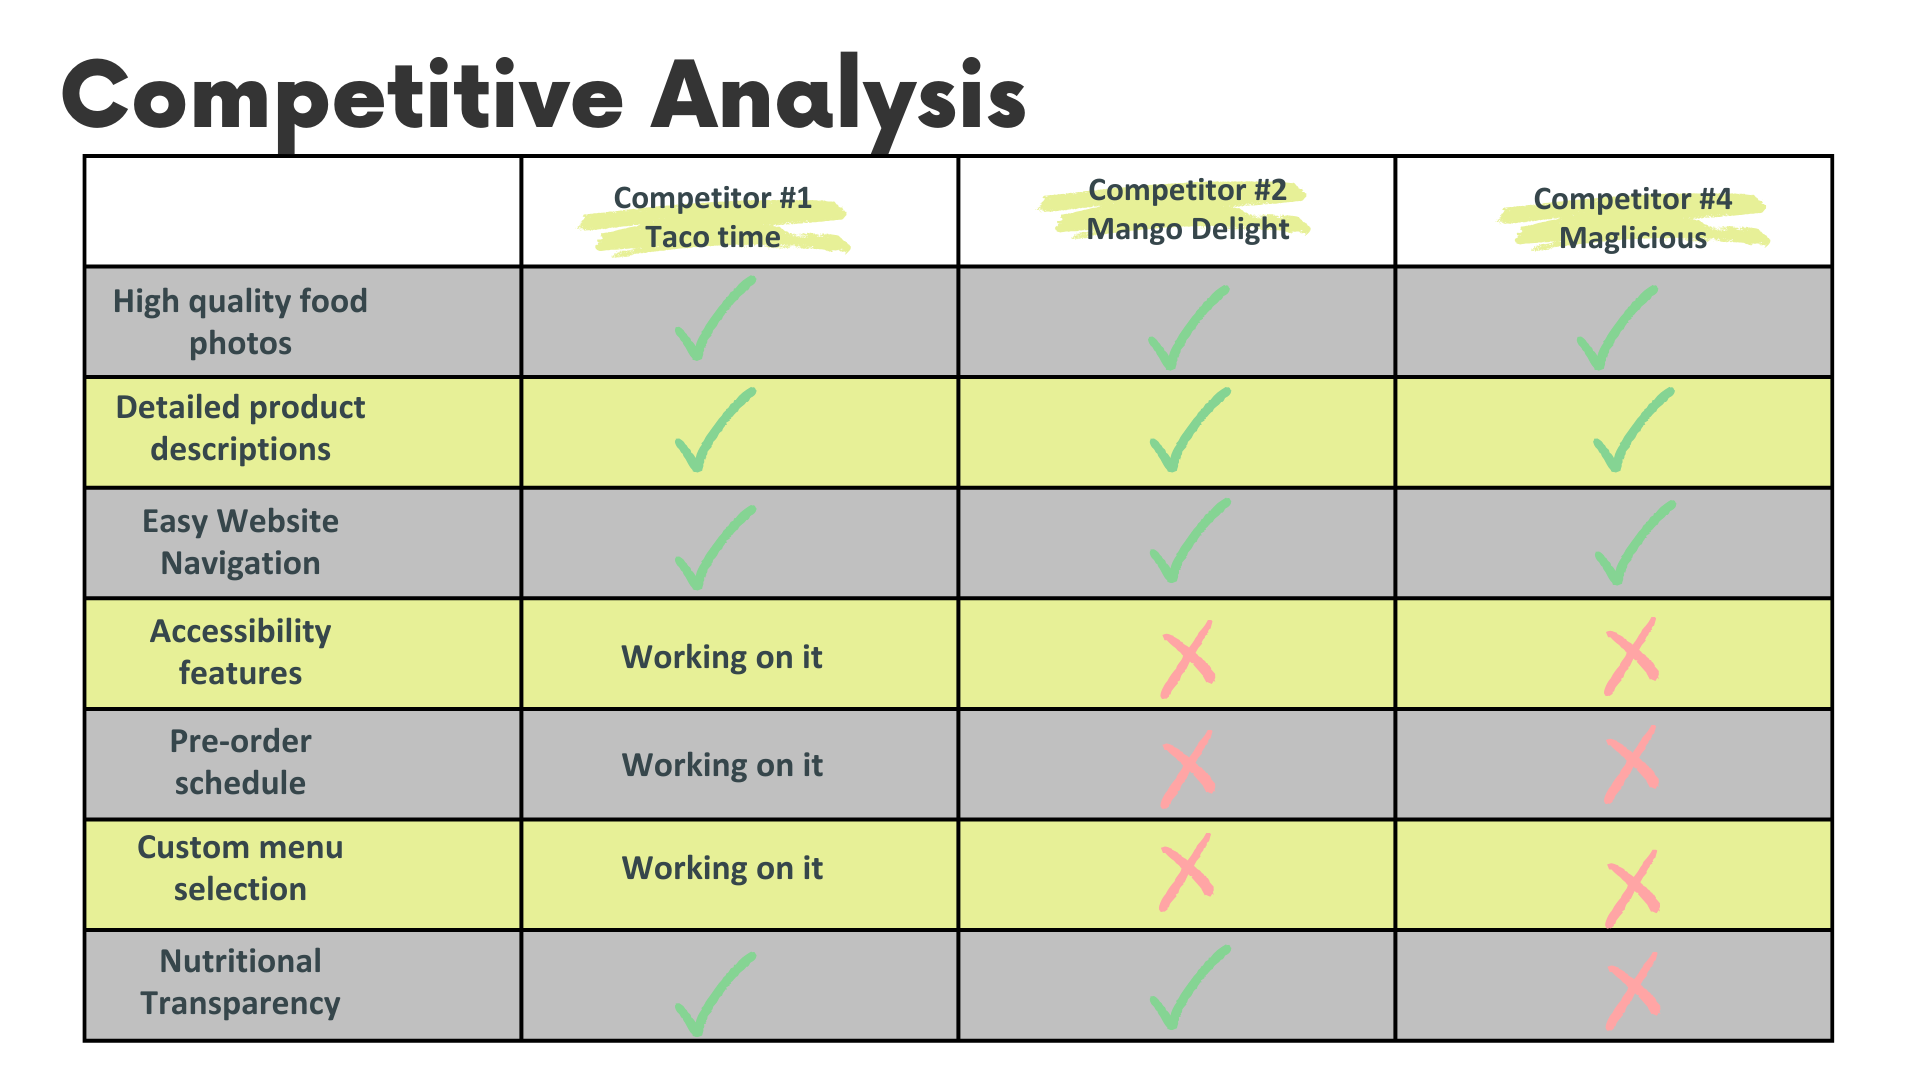 Competitive Analysis
Competitor #1
Taco time
Competitor #2
Mango Delight
Competitor #4
Maglicious
High quality food
photos
Detailed product
descriptions
Easy Website
Navigation
Accessibility
features
Working on it
Pre-order
schedule
Working on it
Custom menu
selection
Working on it
Nutritional
Transparency